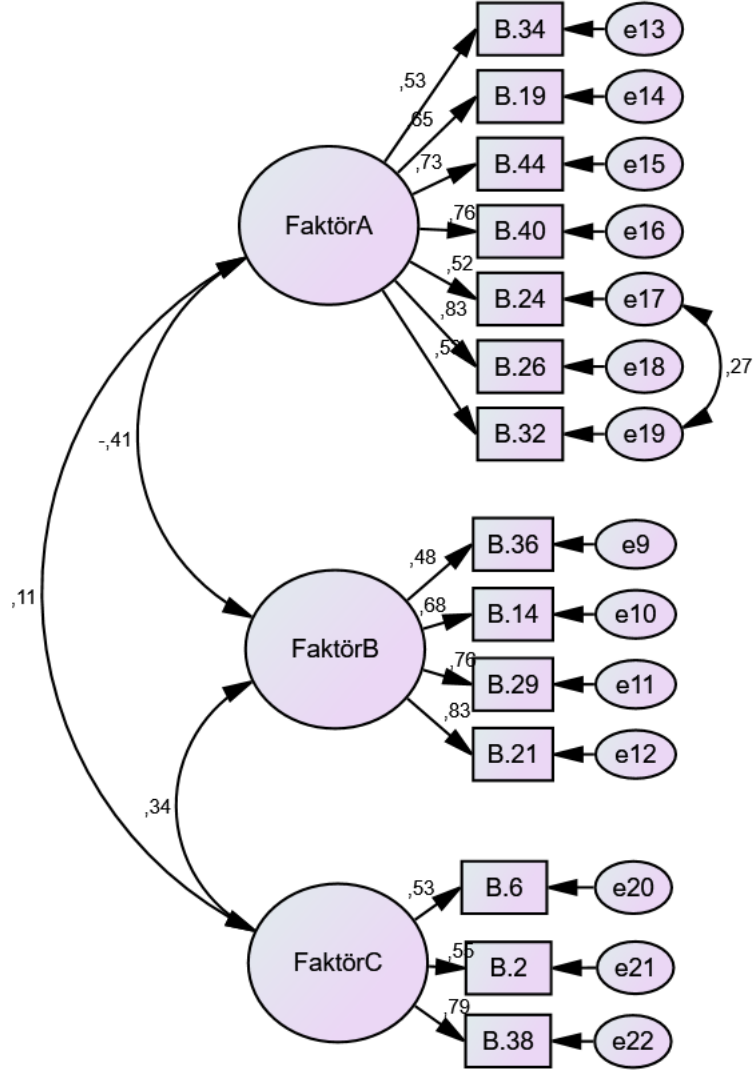 B.34
e13
,53
B.19
e14
,65
B.44
e15
,73
FaktörA
B.40
e16
,76
B.24
e17
,52
,83
B.26
e18
,27
B.32
e19
-,41
B.36
e9
,48
B.14
e10
,68
,11
FaktörB
B.29
e11
,76
B.21
e12
,83
,34
B.6
e20
,53
FaktörC
B.2
e21
,55
B.38
e22
,79